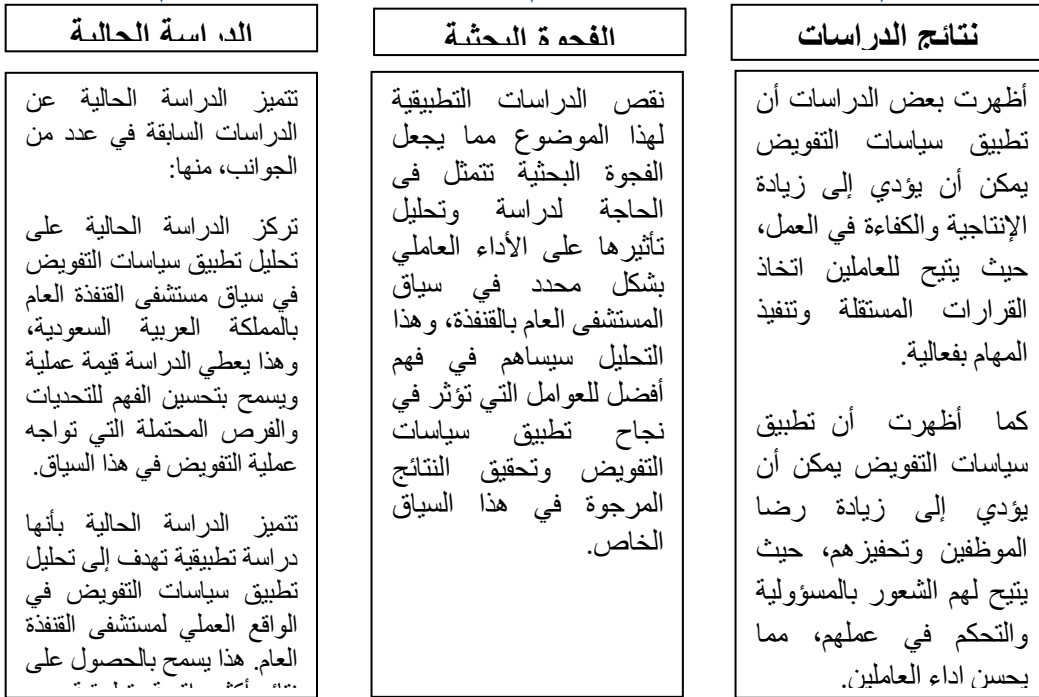 نتائج الدراسات
أظهرت بعض الدراسات أن
تطبيق سياسات التفويض
يمكن أن يؤدي إلى زيادة
الإنتاجية والكفاءة في العمل،
حيث يتيح للعاملين اتخاذ
القرارات المستقلة وتنفيذ
المهام بفعالية.
كما أظهرت أن تطبيق
سياسات التفويض يمكن أن
يؤدي إلى زيادة رضا
الموظفين وتحفيزهم، حيث
يتيح لهم الشعور بالمسؤولية
والتحكم في عملهم، مما
يحسن اداء العاملين.
الفجوة البحثية
نقص الدراسات التطبيقية
لهذا الموضوع مما يجعل
الفجوة البحثية تتمثل فى
الحاجة لدراسة وتحليل
تأثيرها على الأداء العاملي
بشكل محدد في سياق
المستشفى العام بالقنفذة، وهذا
التحليل سيساهم في فهم
أفضل للعوامل التي تؤثر في
نجاح تطبيق سياسات
التفويض وتحقيق النتائج
المرجوة في هذا السياق
الخاص.
الدراسة الحالية
تتميز الدراسة الحالية عن
الدراسات السابقة في عدد من
الجوانب، منها:
تركز الدراسة الحالية على
تحليل تطبيق سياسات التفويض
في سياق مستشفى القنفذة العام
بالمملكة العربية السعودية،
وهذا يعطي الدراسة قيمة عملية
ويسمح بتحسين الفهم للتحديات
والفرص المحتملة التي تواجه
عملية التفويض في هذا السياق.
تتميز الدراسة الحالية بأنها
دراسة تطبيقية تهدف إلى تحليل
تطبيق سياسات التفويض في
الواقع العملي لمستشفى القنفذة
العام. هذا يسمح بالحصول على